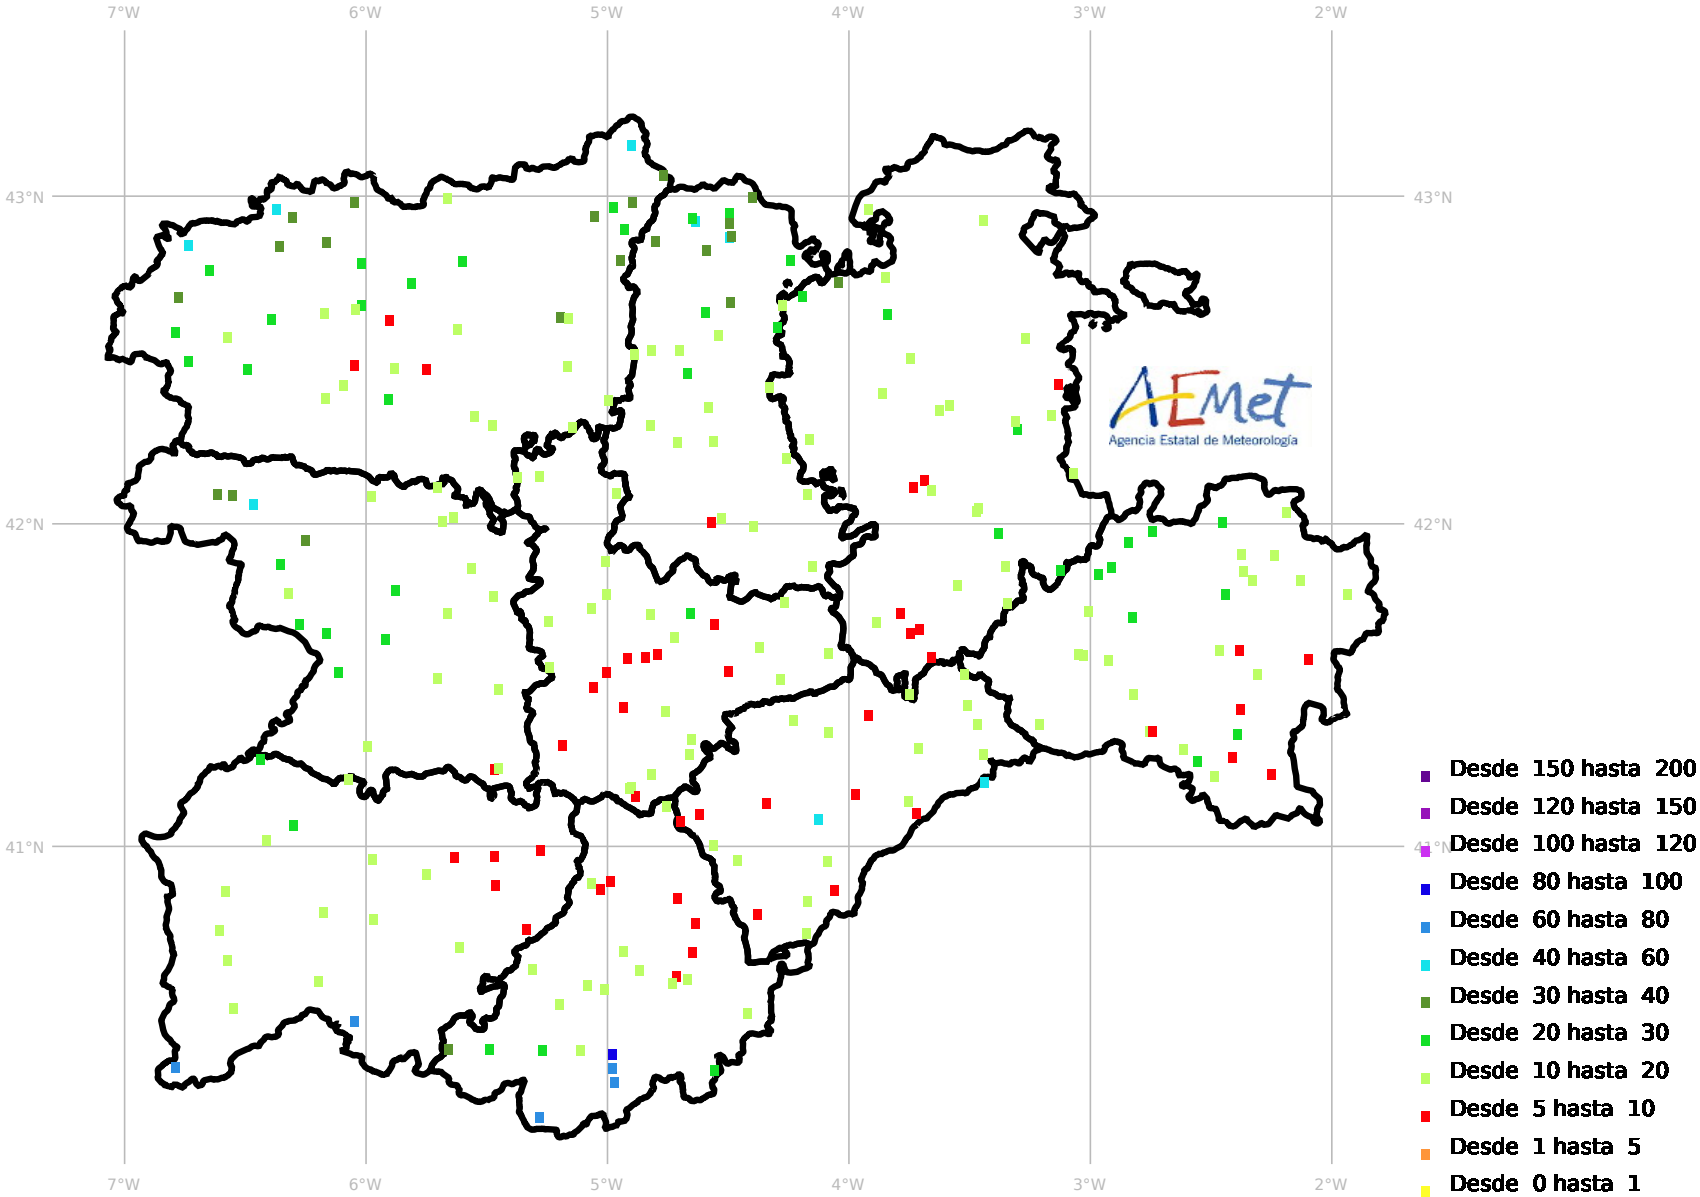 7°W 6°W 5°W 4°W 3°W 2°W
43°N 43°N
AEMet
Agencia Estatal de Meteorología
42°N 42°N
Desde 150 hasta 200
Desde 120 hasta 150
41°N Desde 100 hasta 120 41°N
Desde 80 hasta 100
Desde 60 hasta 80
Desde 40 hasta 60
Desde 30 hasta 40
Desde 20 hasta 30
Desde 10 hasta 20
Desde 5 hasta 10
Desde 1 hasta 5
Desde 0 hasta 1
7°W 6°W 5°W 4°W 3°W 2°W